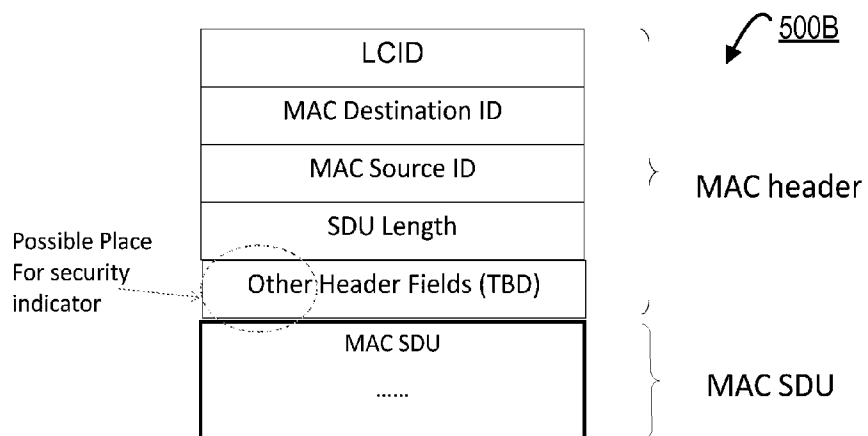 500B
LCID
MAC Destination ID
MAC Source ID
MAC header
SDU Length
Possible Place
For security
indicator
Other Header Fields (TBD)
MAC SDU
......
MAC SDU